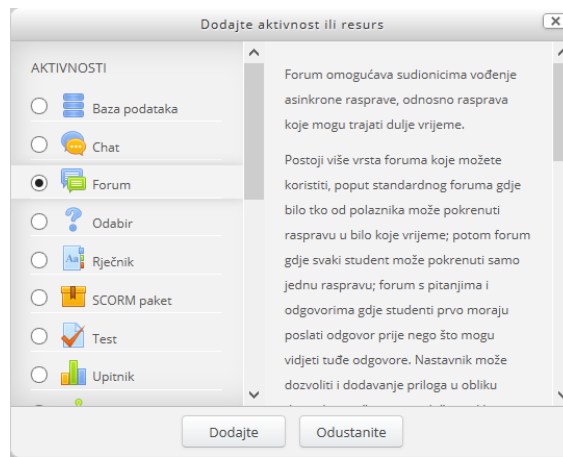 Dodajte aktivnost ili resurs
AKTIVNOSTI
Baza podataka
Chat
Forum
Odabir
Rječnik
SCORM paket
Test
Upitnik
Forum omogućava sudionicima vođenje
asinkrone rasprave, odnosno rasprava
koje mogu trajati dulje vrijeme.
Postoji više vrsta foruma koje možete
koristiti, poput standardnog foruma gdje
bilo tko od polaznika može pokrenuti
raspravu u bilo koje vrijeme; potom forum
gdje svaki student može pokrenuti samo
jednu raspravu; forum s pitanjima i
odgovorima gdje studenti prvo moraju
poslati odgovor prije nego što mogu
vidjeti tuđe odgovore. Nastavnik može
dozvoliti i dodavanje priloga u obliku
Dodajte
Odustanite